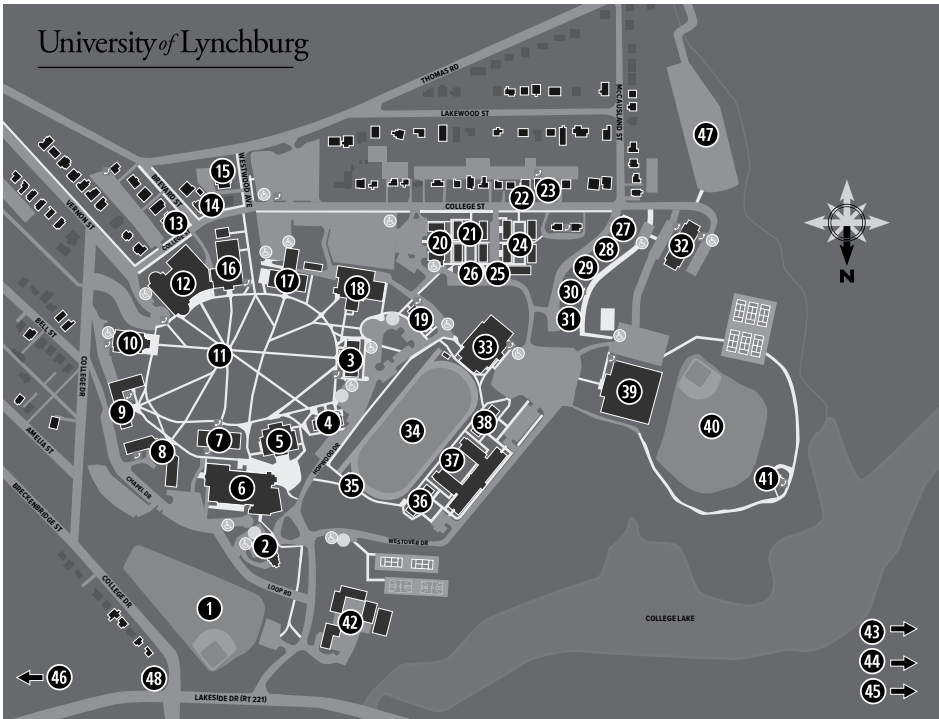 University of Lynchburg
THOMAS RD
LAKEWOOD ST
MCCAUSLAND ST
47
15
WESTWOOD AVE
BREVARD ST
14
13
COLLEGE ST
VERNON ST
COLLEGE ST
22
23
27
32
N
20
21
24
28
29
26
25
30
31
12
16
17
18
19
10
11
3
33
BELL ST
COLLEGE DR
39
40
9
4
34
38
7
5
8
HOPWOOD DR
37
41
AMELIA ST
6
35
36
CHAPEL DR
BRECKENBRIDGE ST
2
WESTOVER DR
LOOP RD
COLLEGE DR
1
42
COLLEGE LAKE
43
44
45
46
48
LAKESIDE DR (RT 221)